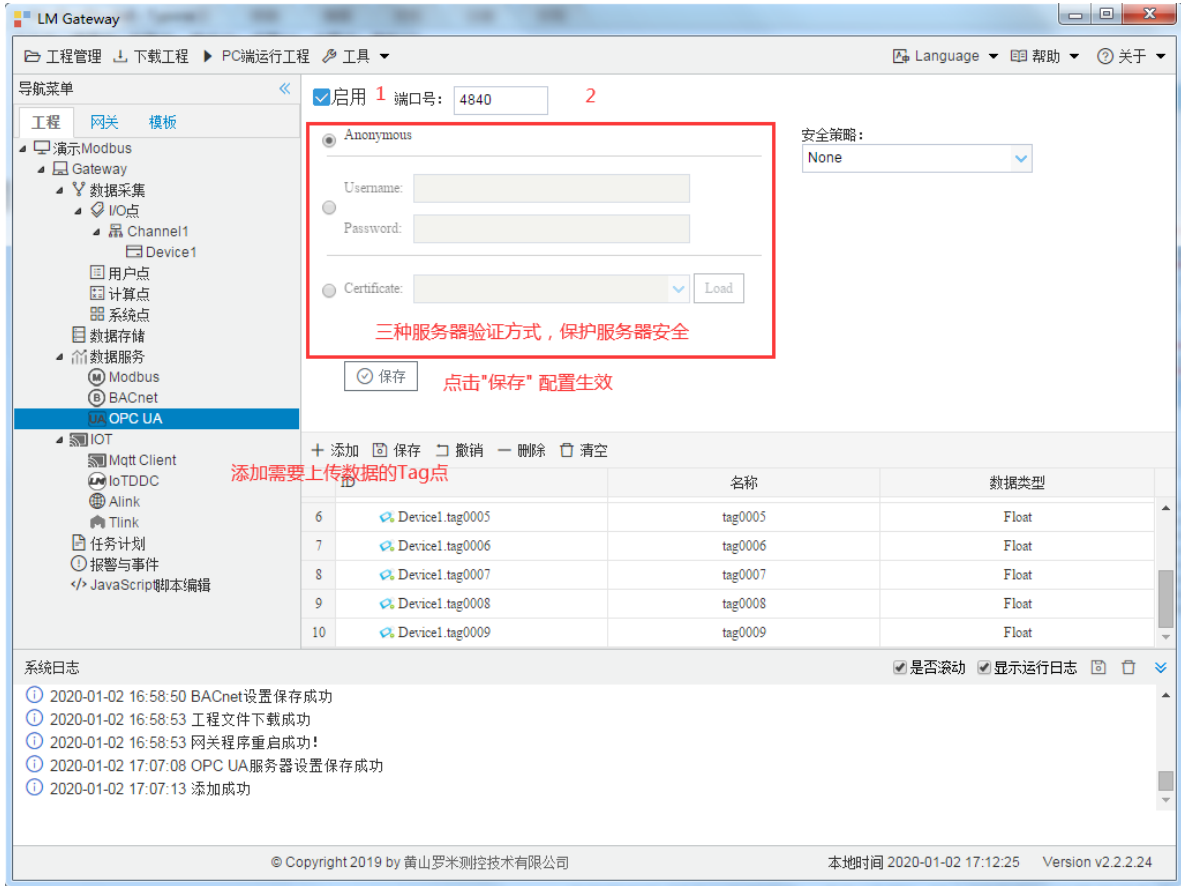 LM Gateway
工程管理 下载工程 PC端运行工程 工具 Language 帮助 关于
导航菜单
工程 网关 模板
演示Modbus
Gateway
数据采集
I/O点
Channel1
Device1
用户点
计算点
系统点
数据存储
数据服务
Modbus
BACnet
OPC UA
IOT
Mqtt Client
IoTDDC
Alink
Tlink
任务计划
报警与事件
JavaScript脚本编辑
启用 1 端口号: 4840 2
Anonymous
Username:
Password:
Certificate: Load
三种服务器验证方式，保护服务器安全
安全策略:
None
保存 点击"保存" 配置生效
添加 保存 撤销 删除 清空
添加需要上传数据的Tag点
ID 名称 数据类型
6 Device1.tag0005 tag0005 Float
7 Device1.tag0006 tag0006 Float
8 Device1.tag0007 tag0007 Float
9 Device1.tag0008 tag0008 Float
10 Device1.tag0009 tag0009 Float
系统日志 是否滚动 显示运行日志
2020-01-02 16:58:50 BACnet设置保存成功
2020-01-02 16:58:53 工程文件下载成功
2020-01-02 16:58:53 网关程序重启成功!
2020-01-02 17:07:08 OPC UA服务器设置保存成功
2020-01-02 17:07:13 添加成功
© Copyright 2019 by 黄山罗米测控技术有限公司 本地时间 2020-01-02 17:12:25 Version v2.2.2.24